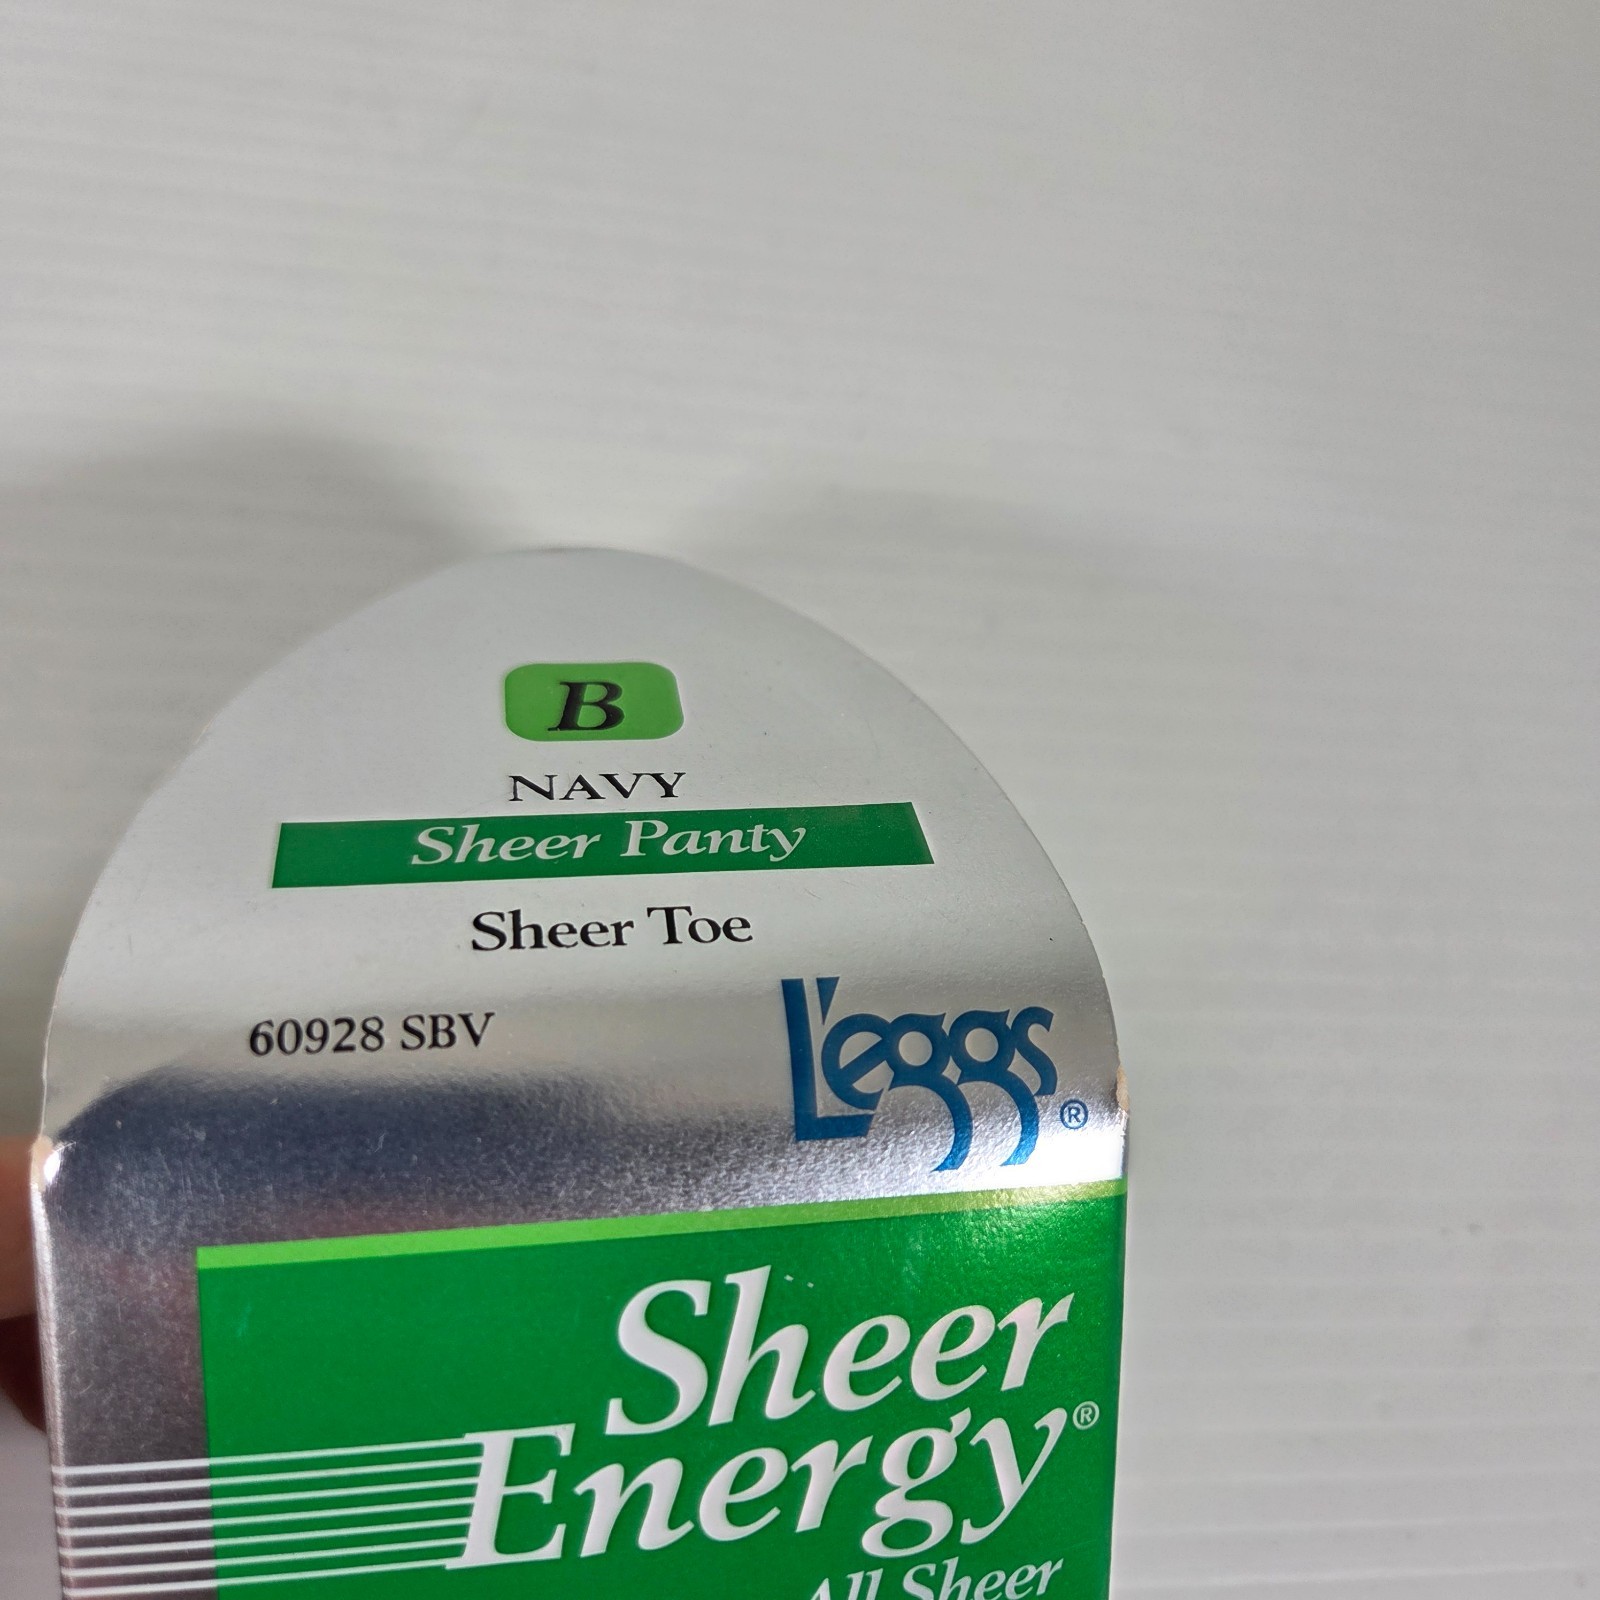 B
NAVY
Sheer Panty
Sheer Toe
60928 SBV
L'eggs®
Sheer
Energy®
All Sheer